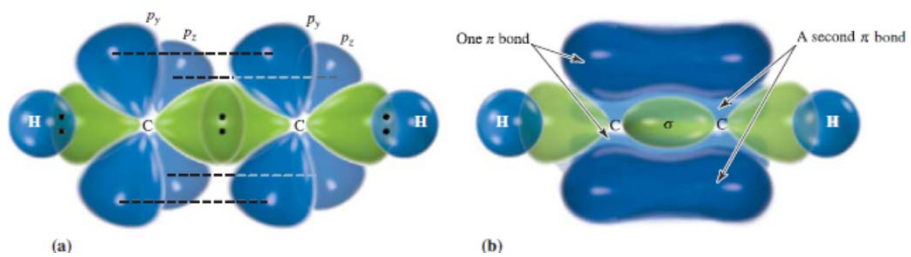 p_y
p_z
p_y
p_z
H
C
C
H
(a)
One π bond
A second π bond
H
C
σ
C
H
(b)